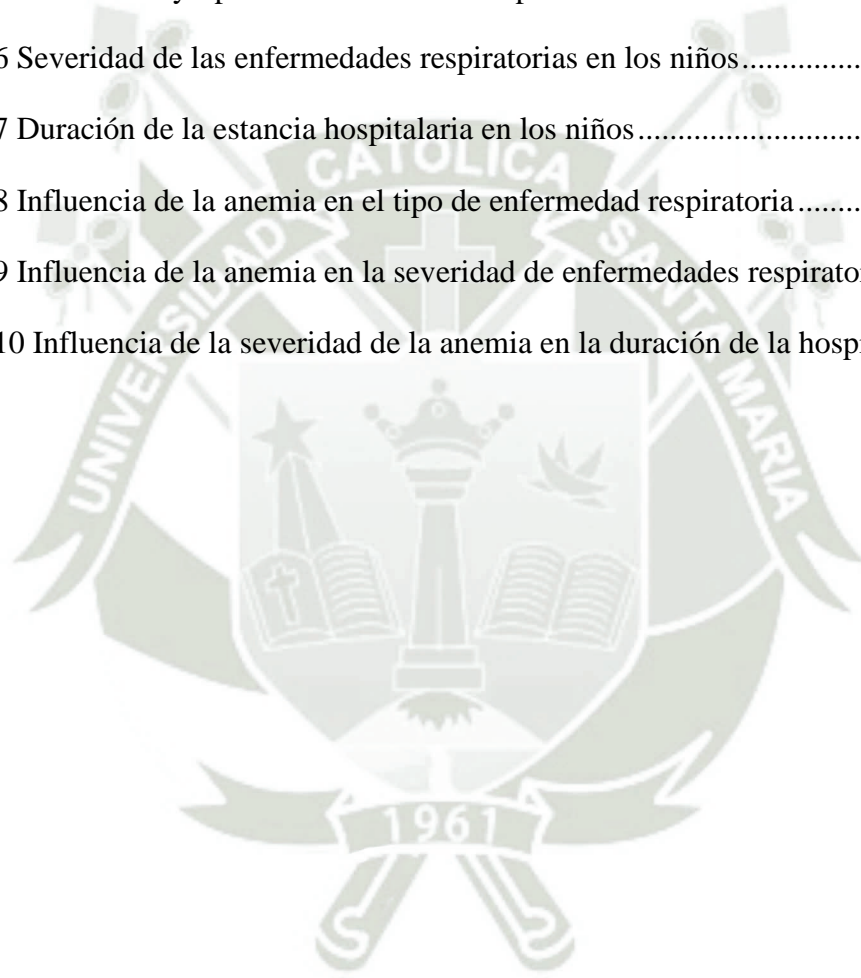 6 Severidad de las enfermedades respiratorias en los niños...............
7 Duración de la estancia hospitalaria en los niños...........................
8 Influencia de la anemia en el tipo de enfermedad respiratoria.........
9 Influencia de la anemia en la severidad de enfermedades
10 Influencia de la severidad de la anemia en la duración de la
UNIVERSIDAD CATOLICA SANTA MARIA
1961